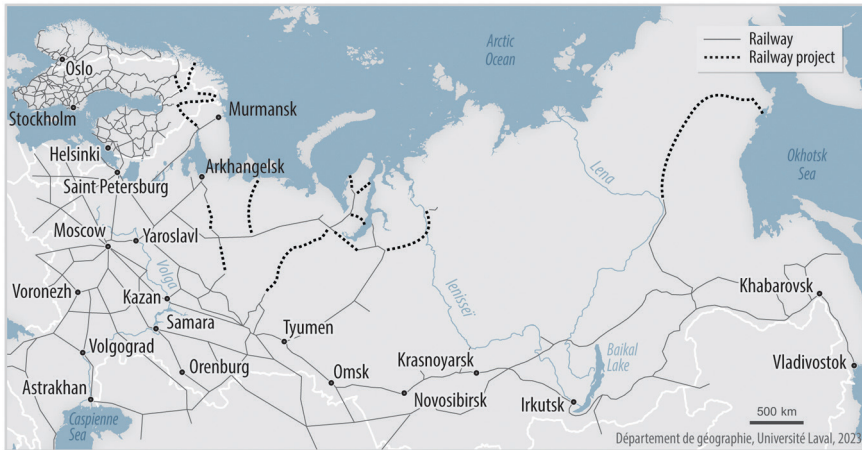 Railway
Railway project
Arctic
Ocean
Oslo
Stockholm
Murmansk
Helsinki
Saint Petersburg
Arkhangelsk
Lena
Okhotsk
Sea
Moscow
Yaroslavl
Volga
Ienisseï
Voronezh
Kazan
Samara
Khabarovsk
Volgograd
Tyumen
Orenburg
Krasnoyarsk
Baikal
Lake
Vladivostok
Astrakhan
Omsk
Novosibirsk
Irkutsk
Caspienne
Sea
500 km
Département de géographie, Université Laval, 2023